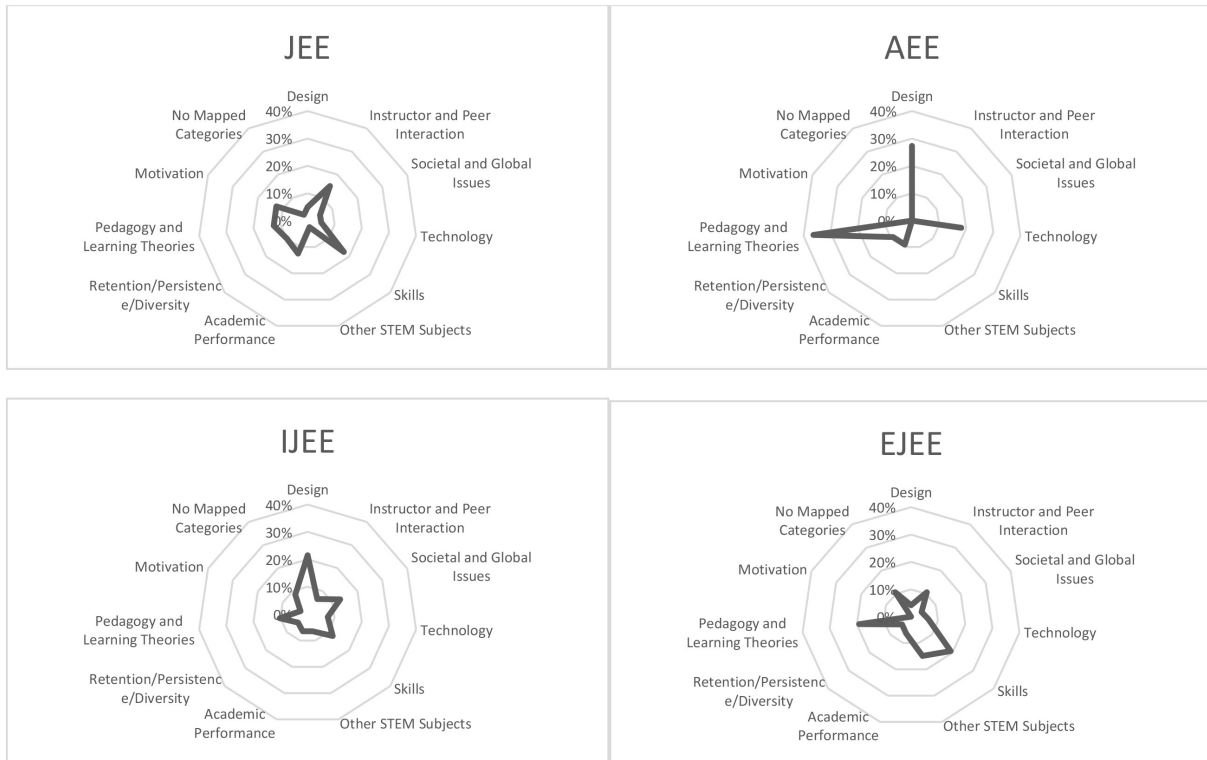 JEE
Design
40%
30%
20%
10%
0%
Instructor and Peer
Interaction
Societal and Global
Issues
Technology
Skills
Other STEM Subjects
Academic
Performance
Retention/Persistenc
e/Diversity
Pedagogy and
Learning Theories
Motivation
No Mapped
Categories
AEE
Design
40%
30%
20%
10%
0%
Instructor and Peer
Interaction
Societal and Global
Issues
Technology
Skills
Other STEM Subjects
Academic
Performance
Retention/Persistenc
e/Diversity
Pedagogy and
Learning Theories
Motivation
No Mapped
Categories
IJEE
Design
40%
30%
20%
10%
0%
Instructor and Peer
Interaction
Societal and Global
Issues
Technology
Skills
Other STEM Subjects
Academic
Performance
Retention/Persistenc
e/Diversity
Pedagogy and
Learning Theories
Motivation
No Mapped
Categories
EJEE
Design
40%
30%
20%
10%
0%
Instructor and Peer
Interaction
Societal and Global
Issues
Technology
Skills
Other STEM Subjects
Academic
Performance
Retention/Persistenc
e/Diversity
Pedagogy and
Learning Theories
Motivation
No Mapped
Categories